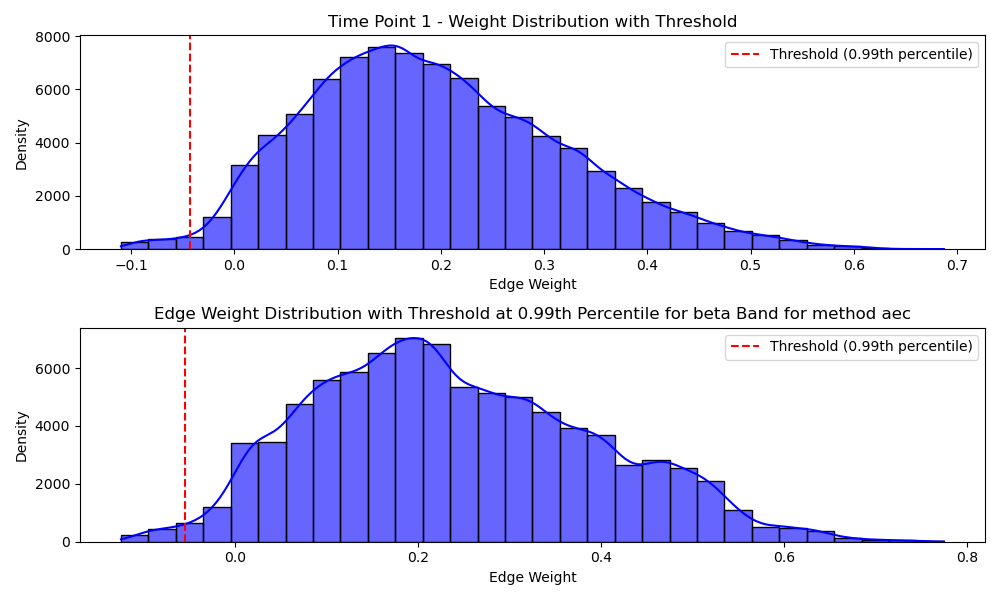 Time Point 1 - Weight Distribution with Threshold
8000
6000
4000
2000
0
Density
Threshold (0.99th percentile)
−0.1 0.0 0.1 0.2 0.3 0.4 0.5 0.6 0.7
Edge Weight
Edge Weight Distribution with Threshold at 0.99th Percentile for beta Band for method aec
6000
4000
2000
0
Density
Threshold (0.99th percentile)
0.0 0.2 0.4 0.6 0.8
Edge Weight